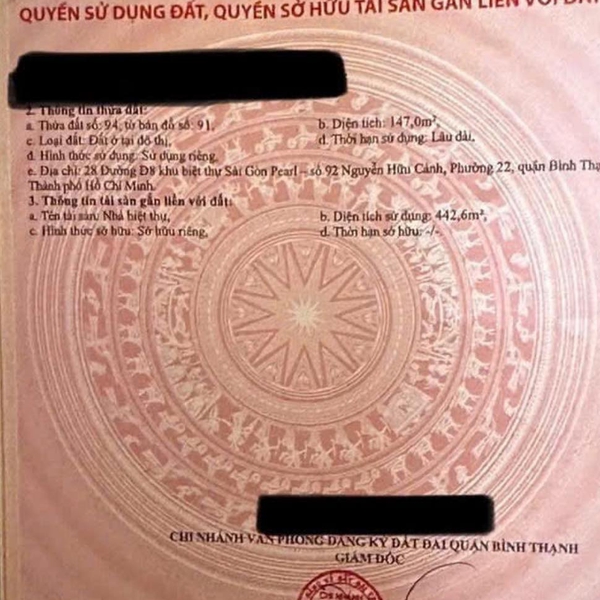 QUYỀN SỬ DỤNG ĐẤT, QUYỀN SỞ HỮU TÀI SẢN GẮN LIỀN VỚI ĐẤT
2. Thông tin thửa đất:
a. Thửa đất số: 94, tờ bản đồ số: 91, b. Diện tích: 147,0m²,
c. Loại đất: Đất ở tại đô thị, d. Thời hạn sử dụng: Lâu dài,
đ. Hình thức sử dụng: Sử dụng riêng,
e. Địa chỉ: 28 Đường D8 khu biệt thự Sài Gòn Pearl – số 92 Nguyễn Hữu Cảnh, Phường 22, quận Bình Thạ
Thành phố Hồ Chí Minh.
3. Thông tin tài sản gắn liền với đất:
a. Tên tài sản: Nhà biệt thự, b. Diện tích sử dụng: 442,6m²,
c. Hình thức sở hữu: Sở hữu riêng, d. Thời hạn sở hữu: -/-.
CHI NHÁNH VĂN PHÒNG ĐĂNG KÝ ĐẤT ĐAI QUẬN BÌNH THẠNH
GIÁM ĐỐC